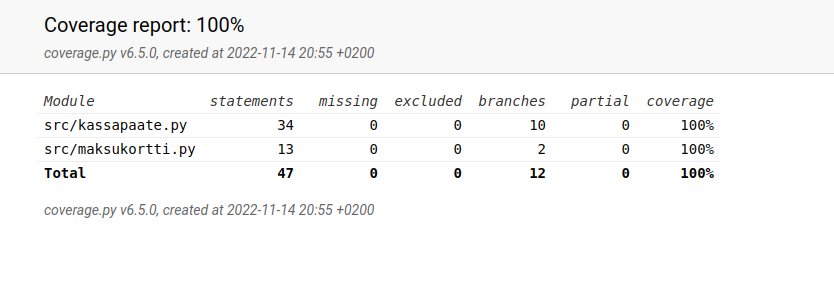 Coverage report: 100%
coverage.py v6.5.0, created at 2022-11-14 20:55 +0200
Module statements missing excluded branches partial coverage
src/kassapaate.py 34 0 0 10 0 100%
src/maksukortti.py 13 0 0 2 0 100%
Total 47 0 0 12 0 100%
coverage.py v6.5.0, created at 2022-11-14 20:55 +0200